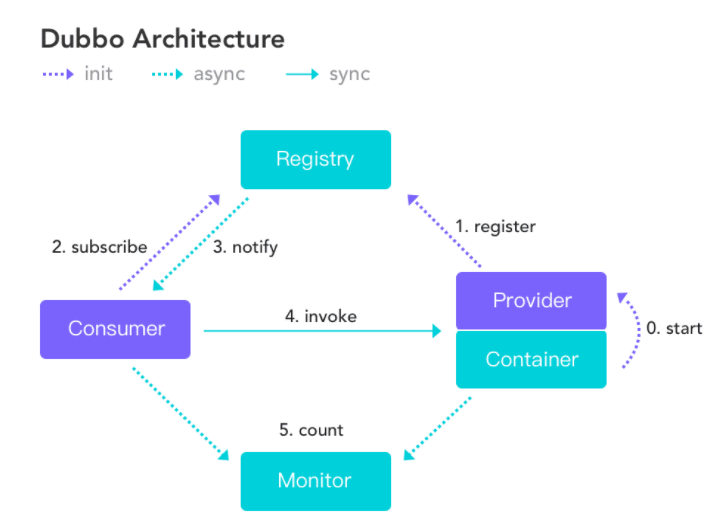 Dubbo Architecture
init async sync
Registry
1. register
2. subscribe 3. notify
Provider
4. invoke
Consumer
0. start
Container
5. count
Monitor